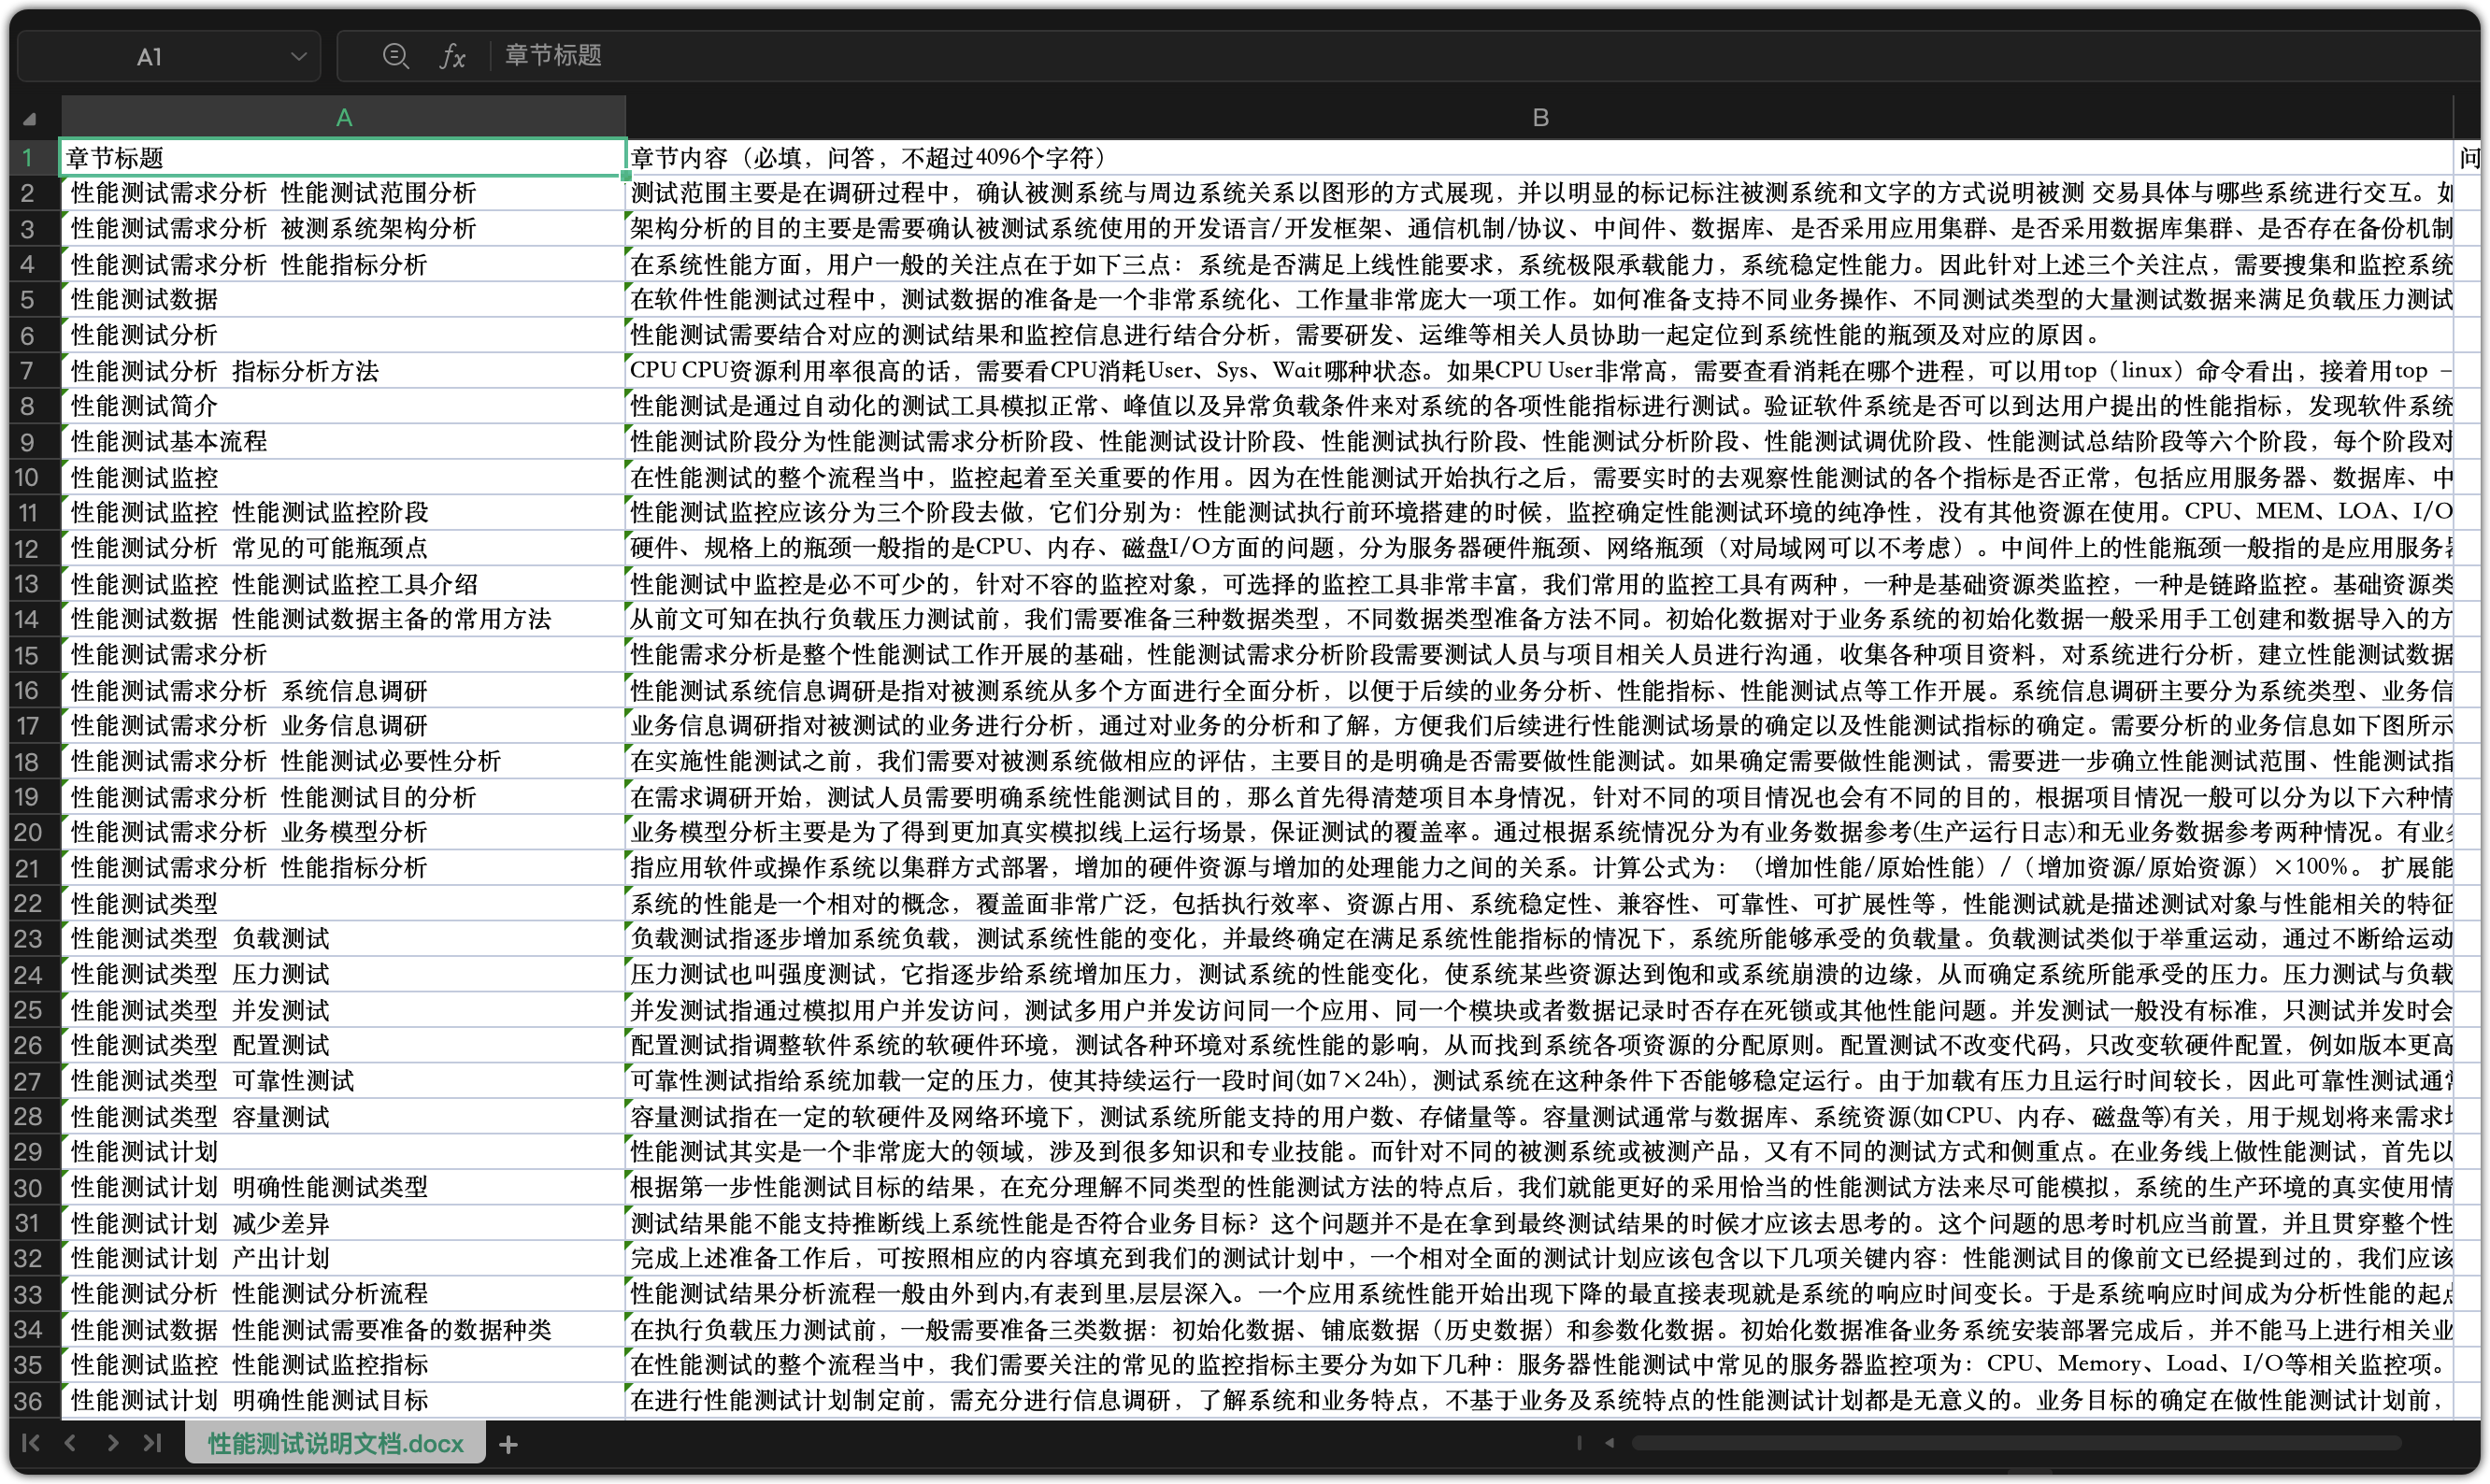 A1 fx 章节标题
A B
1 章节标题 章节内容（必填，问答，不超过4096个字符） 问
2 性能测试需求分析 性能测试范围分析 测试范围主要是在调研过程中，确认被测系统与周边系统关系以图形的方式展现，并以明显的标记标注被测系统和文字的方式说明被测 交易具体与哪些系统进行交互。如
3 性能测试需求分析 被测系统架构分析 架构分析的目的主要是需要确认被测试系统使用的开发语言/开发框架、通信机制/协议、中间件、数据库、是否采用应用集群、是否采用数据库集群、是否存在备份机制
4 性能测试需求分析 性能指标分析 在系统性能方面，用户一般的关注点在于如下三点：系统是否满足上线性能要求，系统极限承载能力，系统稳定性能力。因此针对上述三个关注点，需要搜集和监控系统
5 性能测试数据 在软件性能测试过程中，测试数据的准备是一个非常系统化、工作量非常庞大一项工作。如何准备支持不同业务操作、不同测试类型的大量测试数据来满足负载压力测试
6 性能测试分析 性能测试需要结合对应的测试结果和监控信息进行结合分析，需要研发、运维等相关人员协助一起定位到系统性能的瓶颈及对应的原因。
7 性能测试分析 指标分析方法 CPU CPU资源利用率很高的话，需要看CPU消耗User、Sys、Wait哪种状态。如果CPU User非常高，需要查看消耗在哪个进程，可以用top（linux）命令看出，接着用top –
8 性能测试简介 性能测试是通过自动化的测试工具模拟正常、峰值以及异常负载条件来对系统的各项性能指标进行测试。验证软件系统是否可以到达用户提出的性能指标，发现软件系统
9 性能测试基本流程 性能测试阶段分为性能测试需求分析阶段、性能测试设计阶段、性能测试执行阶段、性能测试分析阶段、性能测试调优阶段、性能测试总结阶段等六个阶段，每个阶段对
10 性能测试监控 在性能测试的整个流程当中，监控起着至关重要的作用。因为在性能测试开始执行之后，需要实时的去观察性能测试的各个指标是否正常，包括应用服务器、数据库、中
11 性能测试监控 性能测试监控阶段 性能测试监控应该分为三个阶段去做，它们分别为：性能测试执行前环境搭建的时候，监控确定性能测试环境的纯净性，没有其他资源在使用。CPU、MEM、LOA、I/O
12 性能测试分析 常见的可能瓶颈点 硬件、规格上的瓶颈一般指的是CPU、内存、磁盘I/O方面的问题，分为服务器硬件瓶颈、网络瓶颈（对局域网可以不考虑）。中间件上的性能瓶颈一般指的是应用服务
13 性能测试监控 性能测试监控工具介绍 性能测试中监控是必不可少的，针对不容的监控对象，可选择的监控工具非常丰富，我们常用的监控工具有两种，一种是基础资源类监控，一种是链路监控。基础资源类
14 性能测试数据 性能测试数据主备的常用方法 从前文可知在执行负载压力测试前，我们需要准备三种数据类型，不同数据类型准备方法不同。初始化数据对于业务系统的初始化数据一般采用手工创建和数据导入的方
15 性能测试需求分析 性能需求分析是整个性能测试工作开展的基础，性能测试需求分析阶段需要测试人员与项目相关人员进行沟通，收集各种项目资料，对系统进行分析，建立性能测试数据
16 性能测试需求分析 系统信息调研 性能测试系统信息调研是指对被测系统从多个方面进行全面分析，以便于后续的业务分析、性能指标、性能测试点等工作开展。系统信息调研主要分为系统类型、业务信
17 性能测试需求分析 业务信息调研 业务信息调研指对被测试的业务进行分析，通过对业务的分析和了解，方便我们后续进行性能测试场景的确定以及性能测试指标的确定。需要分析的业务信息如下图所示
18 性能测试需求分析 性能测试必要性分析 在实施性能测试之前，我们需要对被测系统做相应的评估，主要目的是明确是否需要做性能测试。如果确定需要做性能测试，需要进一步确立性能测试范围、性能测试指
19 性能测试需求分析 性能测试目的分析 在需求调研开始，测试人员需要明确系统性能测试目的，那么首先得清楚项目本身情况，针对不同的项目情况也会有不同的目的，根据项目情况一般可以分为以下六种情
20 性能测试需求分析 业务模型分析 业务模型分析主要是为了得到更加真实模拟线上运行场景，保证测试的覆盖率。通过根据系统情况分为有业务数据参考(生产运行日志)和无业务数据参考两种情况。有业务
21 性能测试需求分析 性能指标分析 指应用软件或操作系统以集群方式部署，增加的硬件资源与增加的处理能力之间的关系。计算公式为：（增加性能/原始性能）/（增加资源/原始资源）×100%。 扩展能
22 性能测试类型 系统的性能是一个相对的概念，覆盖面非常广泛，包括执行效率、资源占用、系统稳定性、兼容性、可靠性、可扩展性等，性能测试就是描述测试对象与性能相关的特征
23 性能测试类型 负载测试 负载测试指逐步增加系统负载，测试系统性能的变化，并最终确定在满足系统性能指标的情况下，系统所能够承受的负载量。负载测试类似于举重运动，通过不断给运动
24 性能测试类型 压力测试 压力测试也叫强度测试，它指逐步给系统增加压力，测试系统的性能变化，使系统某些资源达到饱和或系统崩溃的边缘，从而确定系统所能承受的压力。压力测试与负载
25 性能测试类型 并发测试 并发测试指通过模拟用户并发访问，测试多用户并发访问同一个应用、同一个模块或者数据记录时否存在死锁或其他性能问题。并发测试一般没有标准，只测试并发时会
26 性能测试类型 配置测试 配置测试指调整软件系统的软硬件环境，测试各种环境对系统性能的影响，从而找到系统各项资源的分配原则。配置测试不改变代码，只改变软硬件配置，例如版本更高
27 性能测试类型 可靠性测试 可靠性测试指给系统加载一定的压力，使其持续运行一段时间(如7×24h)，测试系统在这种条件下否能够稳定运行。由于加载有压力且运行时间较长，因此可靠性测试通常
28 性能测试类型 容量测试 容量测试指在一定的软硬件及网络环境下，测试系统所能支持的用户数、存储量等。容量测试通常与数据库、系统资源(如CPU、内存、磁盘等)有关，用于规划将来需求
29 性能测试计划 性能测试其实是一个非常庞大的领域，涉及到很多知识和专业技能。而针对不同的被测系统或被测产品，又有不同的测试方式和侧重点。在业务线上做性能测试，首先以
30 性能测试计划 明确性能测试类型 根据第一步性能测试目标的结果，在充分理解不同类型的性能测试方法的特点后，我们就能更好的采用恰当的性能测试方法来尽可能模拟，系统的生产环境的真实使用情
31 性能测试计划 减少差异 测试结果能不能支持推断线上系统性能是否符合业务目标？这个问题并不是在拿到最终测试结果的时候才应该去思考的。这个问题的思考时机应当前置，并且贯穿整个性
32 性能测试计划 产出计划 完成上述准备工作后，可按照相应的内容填充到我们的测试计划中，一个相对全面的测试计划应该包含以下几项关键内容：性能测试目的像前文已经提到过的，我们应该
33 性能测试分析 性能测试分析流程 性能测试结果分析流程一般由外到内,有表到里,层层深入。一个应用系统性能开始出现下降的最直接表现就是系统的响应时间变长。于是系统响应时间成为分析性能的起点
34 性能测试数据 性能测试需要准备的数据种类 在执行负载压力测试前，一般需要准备三类数据：初始化数据、铺底数据（历史数据）和参数化数据。初始化数据准备业务系统安装部署完成后，并不能马上进行相关业
35 性能测试监控 性能测试监控指标 在性能测试的整个流程当中，我们需要关注的常见的监控指标主要分为如下几种：服务器性能测试中常见的服务器监控项为：CPU、Memory、Load、I/O等相关监控项。
36 性能测试计划 明确性能测试目标 在进行性能测试计划制定前，需充分进行信息调研，了解系统和业务特点，不基于业务及系统特点的性能测试计划都是无意义的。业务目标的确定在做性能测试计划前，
性能测试说明文档.docx +